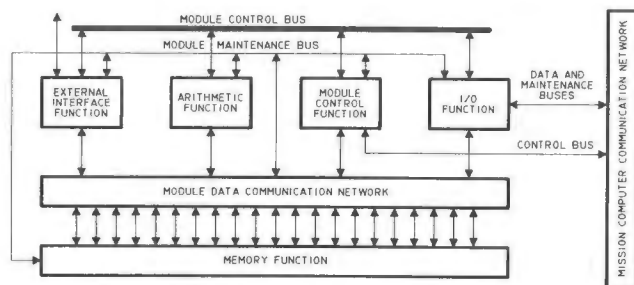 MODULE CONTROL BUS
MODULE MAINTENANCE BUS
EXTERNAL
INTERFACE
FUNCTION
ARITHMETIC
FUNCTION
MODULE
CONTROL
FUNCTION
I/O
FUNCTION
DATA AND
MAINTENANCE
BUSES
CONTROL BUS
MODULE DATA COMMUNICATION NETWORK
MEMORY FUNCTION
MISSION COMPUTER COMMUNICATION NETWORK